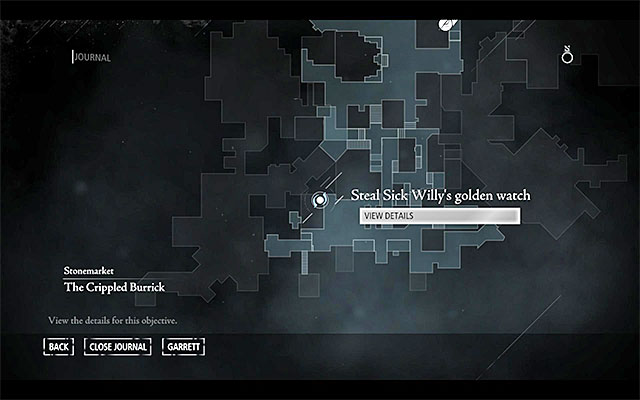 JOURNAL
N
Steal Sick Willy's golden watch
VIEW DETAILS
Stonemarket
The Crippled Burrick
View the details for this objective.
BACK CLOSE JOURNAL GARRETT